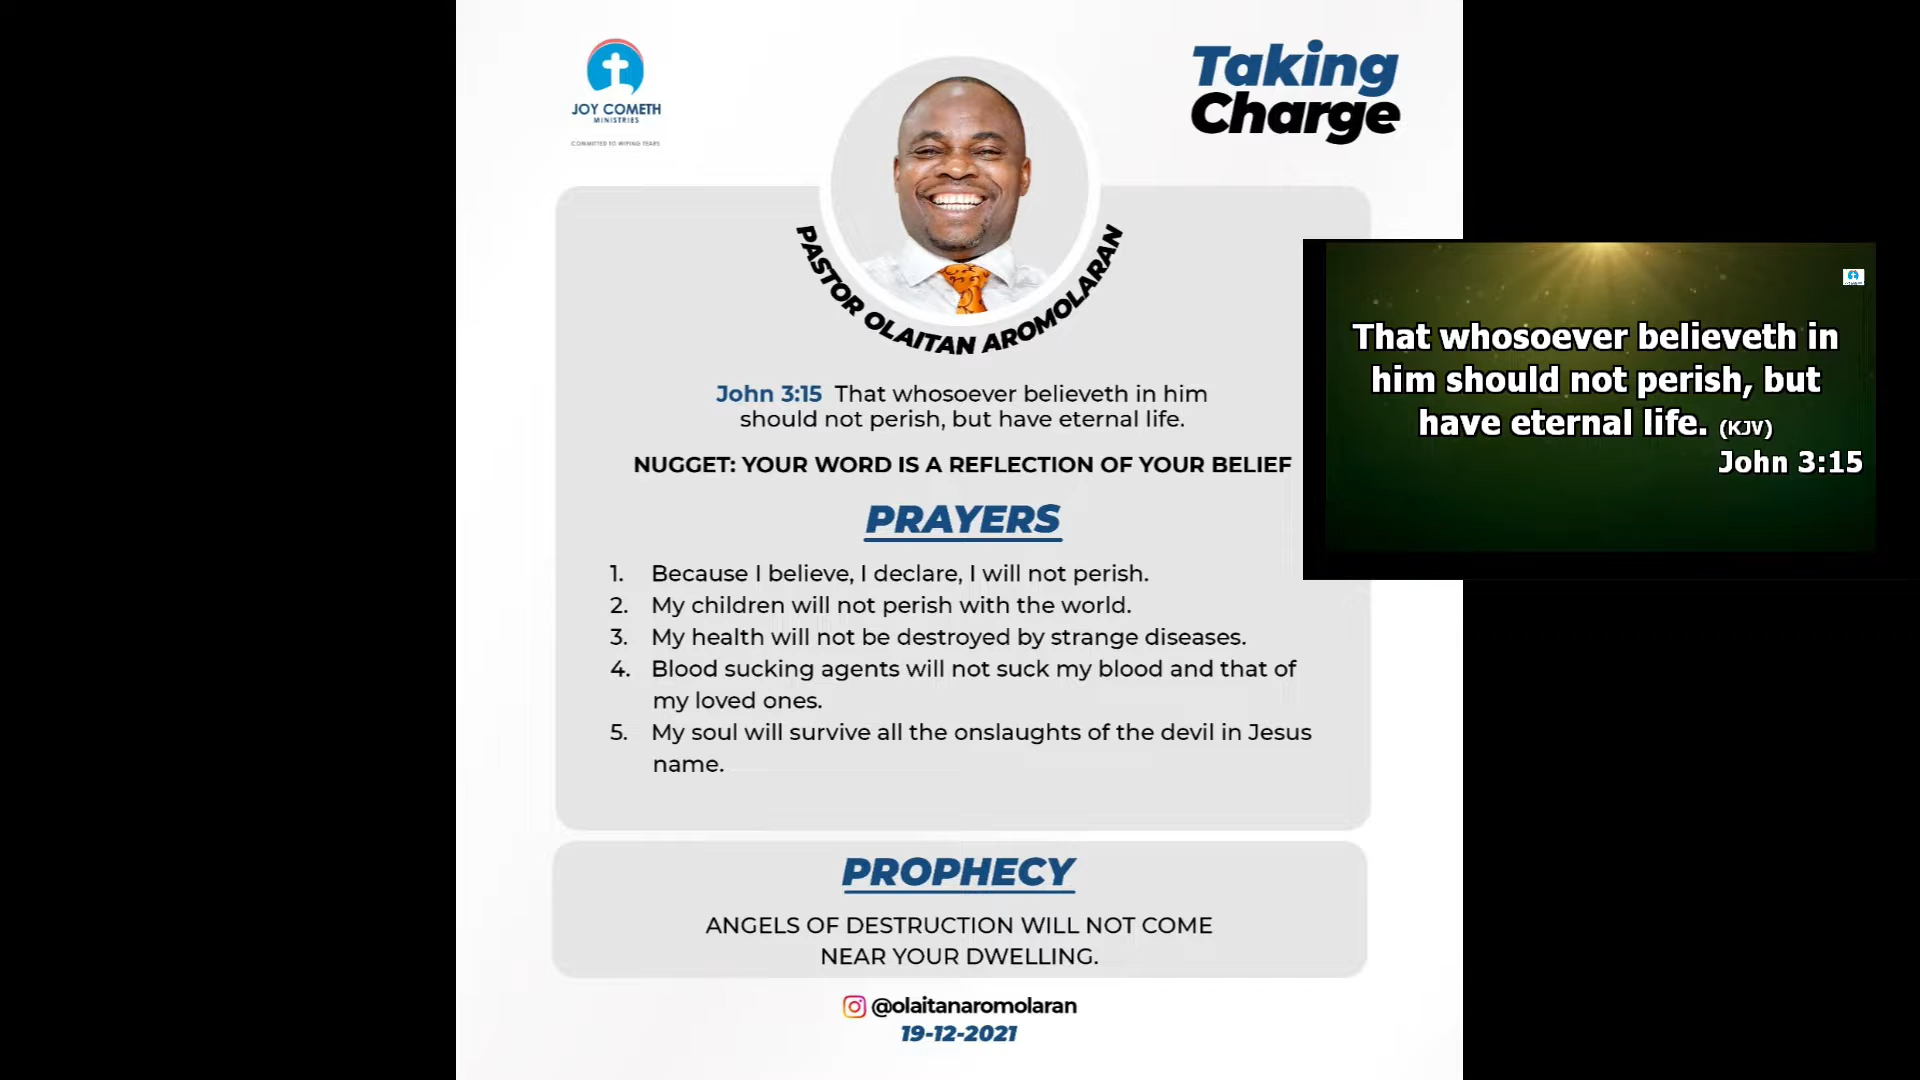 JOY COMETH
MINISTRIES
COMMITTED TO WIPING TEARS
Taking
Charge
PASTOR OLAITAN AROMOLARAN
John 3:15 That whosoever believeth in him
should not perish, but have eternal life.
NUGGET: YOUR WORD IS A REFLECTION OF YOUR BELIEF
PRAYERS
1. Because I believe, I declare, I will not perish.
2. My children will not perish with the world.
3. My health will not be destroyed by strange diseases.
4. Blood sucking agents will not suck my blood and that of
my loved ones.
5. My soul will survive all the onslaughts of the devil in Jesus
name.
PROPHECY
ANGELS OF DESTRUCTION WILL NOT COME
NEAR YOUR DWELLING.
@olaitanaromolaran
19-12-2021
That whosoever believeth in
him should not perish, but
have eternal life. (KJV)
John 3:15